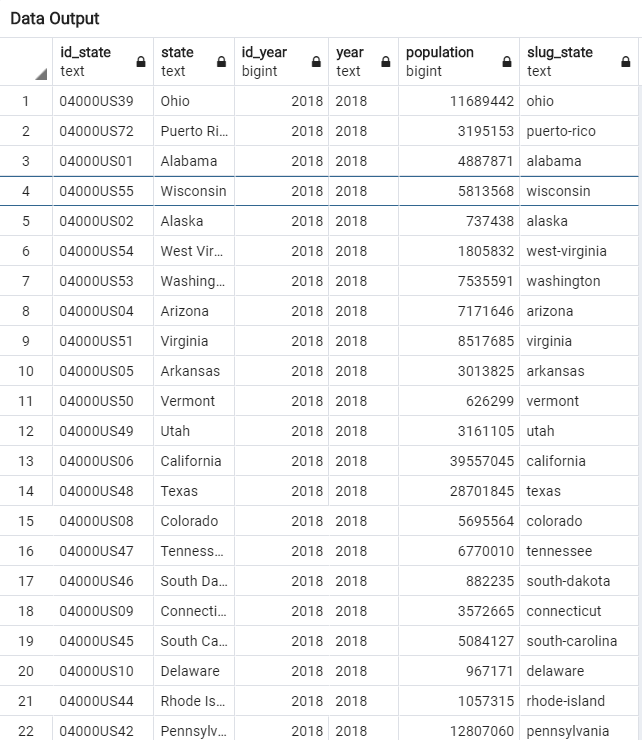 Data Output
id_state state id_year year population slug_state
text text bigint text bigint text
1 04000US39 Ohio 2018 2018 11689442 ohio
2 04000US72 Puerto Ri... 2018 2018 3195153 puerto-rico
3 04000US01 Alabama 2018 2018 4887871 alabama
4 04000US55 Wisconsin 2018 2018 5813568 wisconsin
5 04000US02 Alaska 2018 2018 737438 alaska
6 04000US54 West Vir... 2018 2018 1805832 west-virginia
7 04000US53 Washing... 2018 2018 7535591 washington
8 04000US04 Arizona 2018 2018 7171646 arizona
9 04000US51 Virginia 2018 2018 8517685 virginia
10 04000US05 Arkansas 2018 2018 3013825 arkansas
11 04000US50 Vermont 2018 2018 626299 vermont
12 04000US49 Utah 2018 2018 3161105 utah
13 04000US06 California 2018 2018 39557045 california
14 04000US48 Texas 2018 2018 28701845 texas
15 04000US08 Colorado 2018 2018 5695564 colorado
16 04000US47 Tenness... 2018 2018 6770010 tennessee
17 04000US46 South Da... 2018 2018 882235 south-dakota
18 04000US09 Connecti... 2018 2018 3572665 connecticut
19 04000US45 South Ca... 2018 2018 5084127 south-carolina
20 04000US10 Delaware 2018 2018 967171 delaware
21 04000US44 Rhode Is... 2018 2018 1057315 rhode-island
22 04000US42 Pennsylv... 2018 2018 12807060 pennsylvania